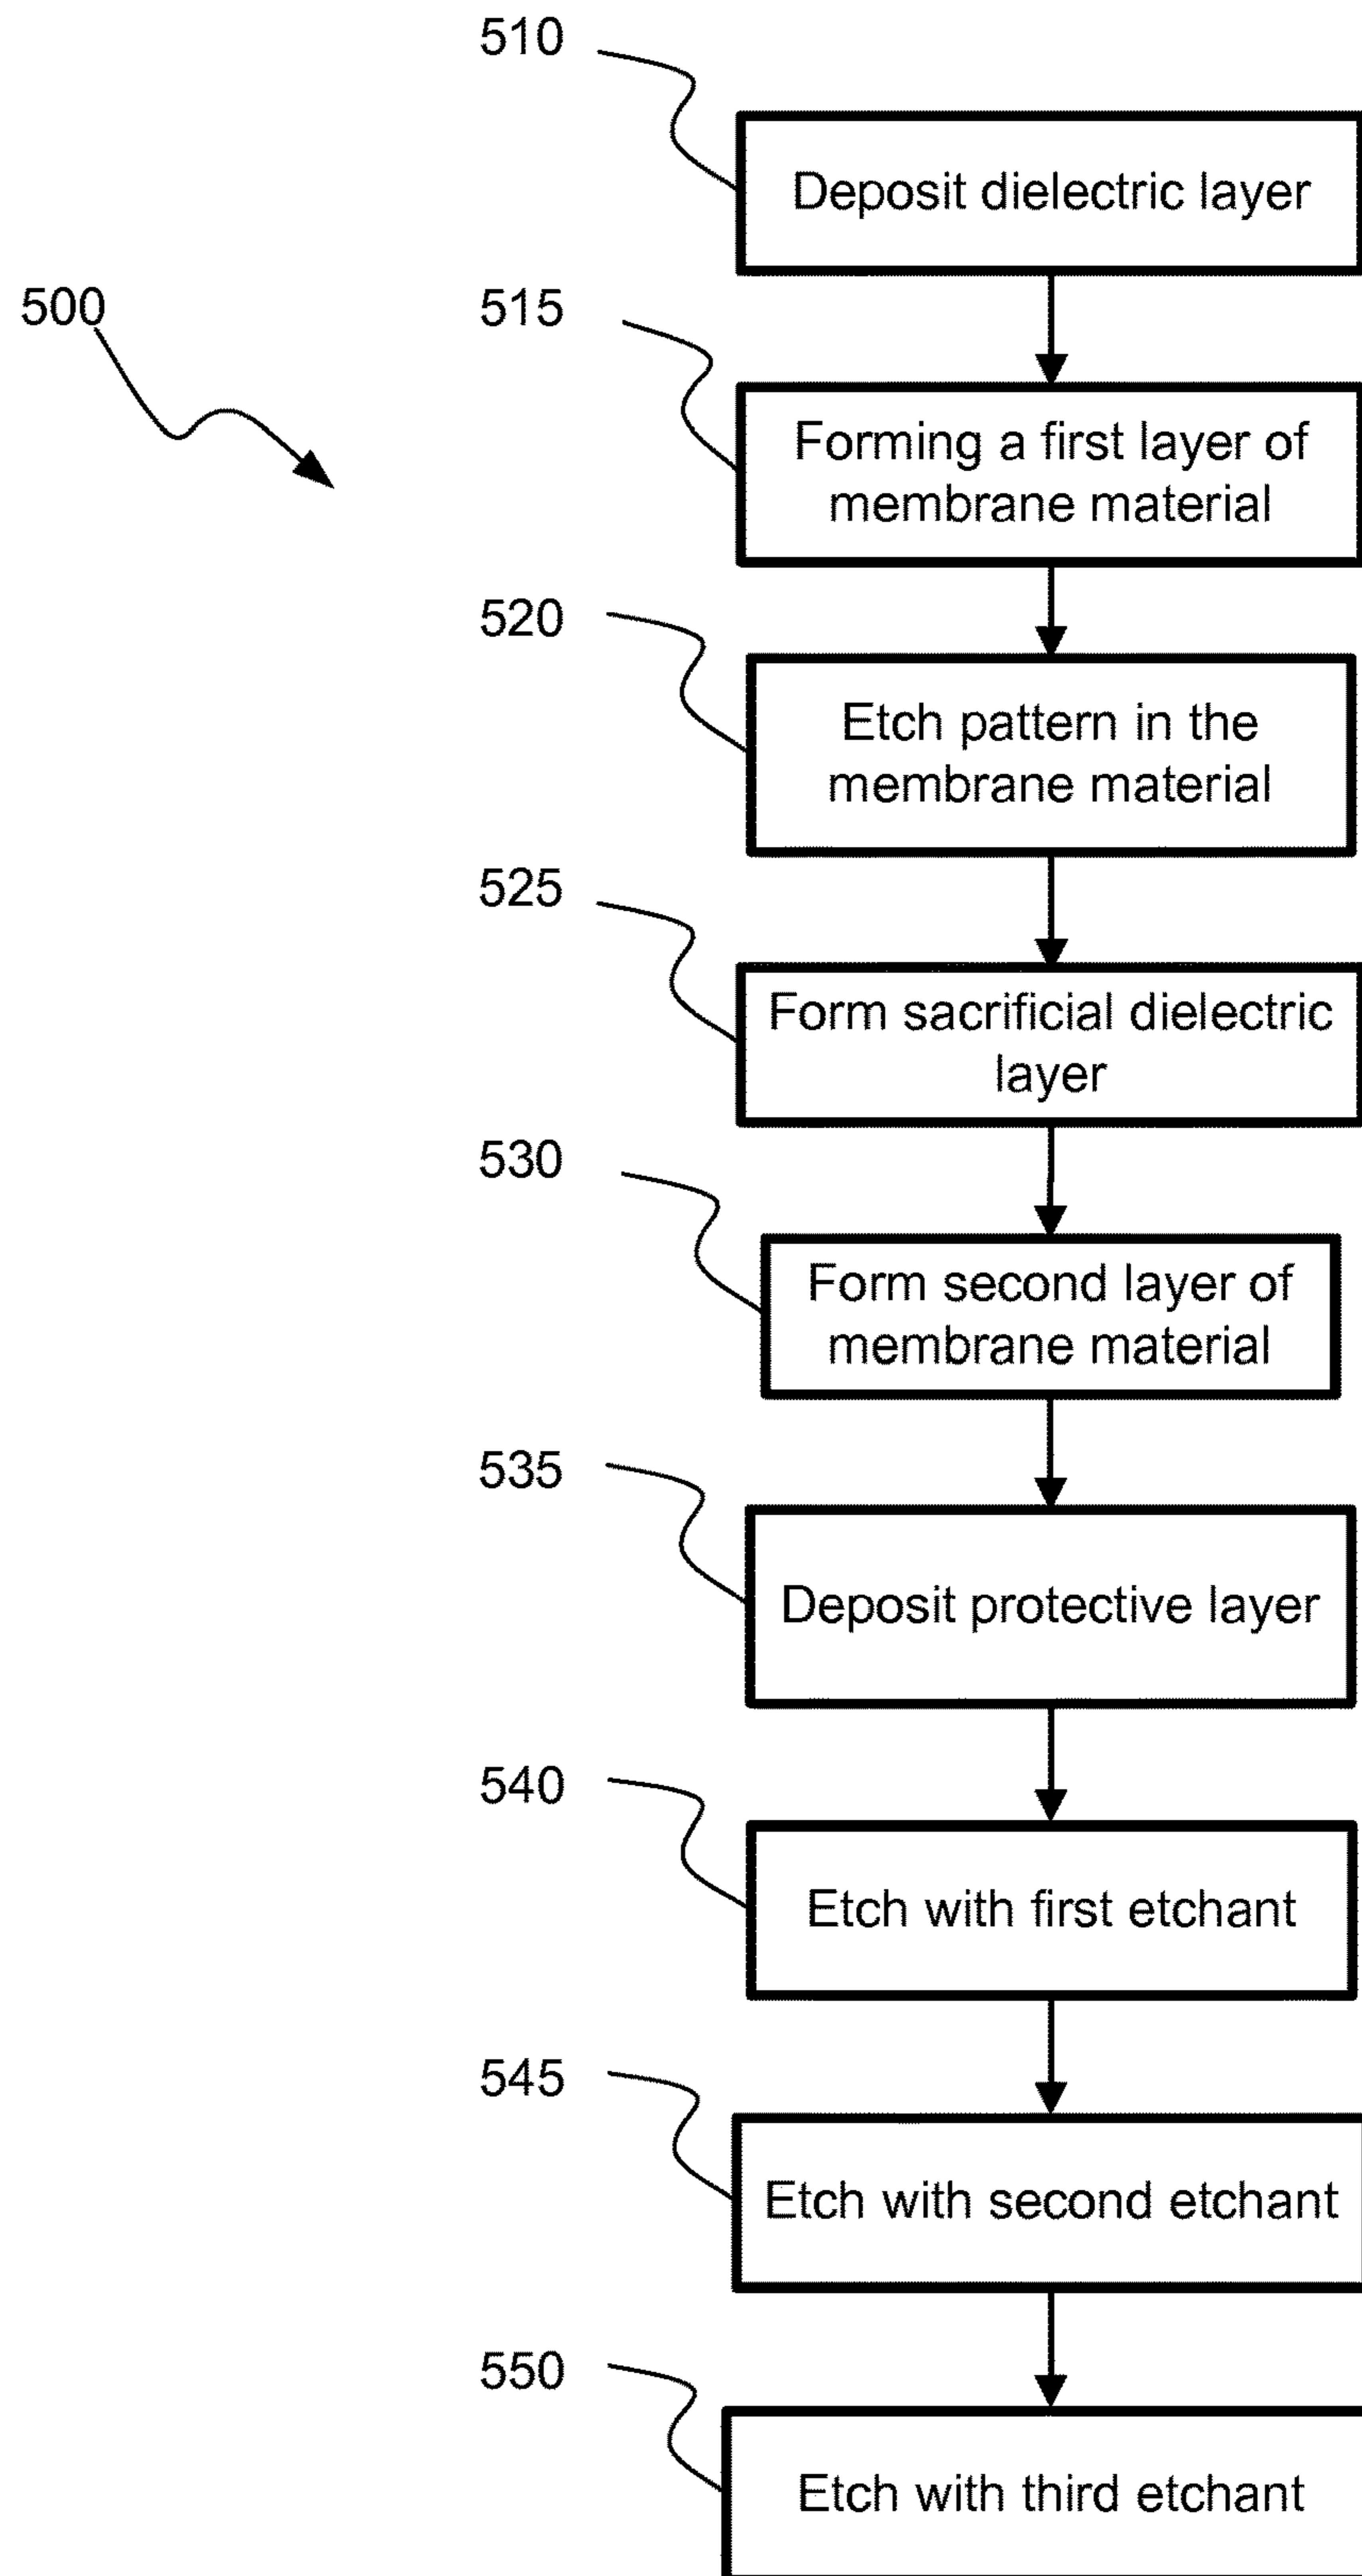 510
Deposit dielectric layer
500
515
Forming a first layer of
membrane material
520
Etch pattern in the
membrane material
525
Form sacrificial dielectric
layer
530
Form second layer of
membrane material
535
Deposit protective layer
540
Etch with first etchant
545
Etch with second etchant
550
Etch with third etchant